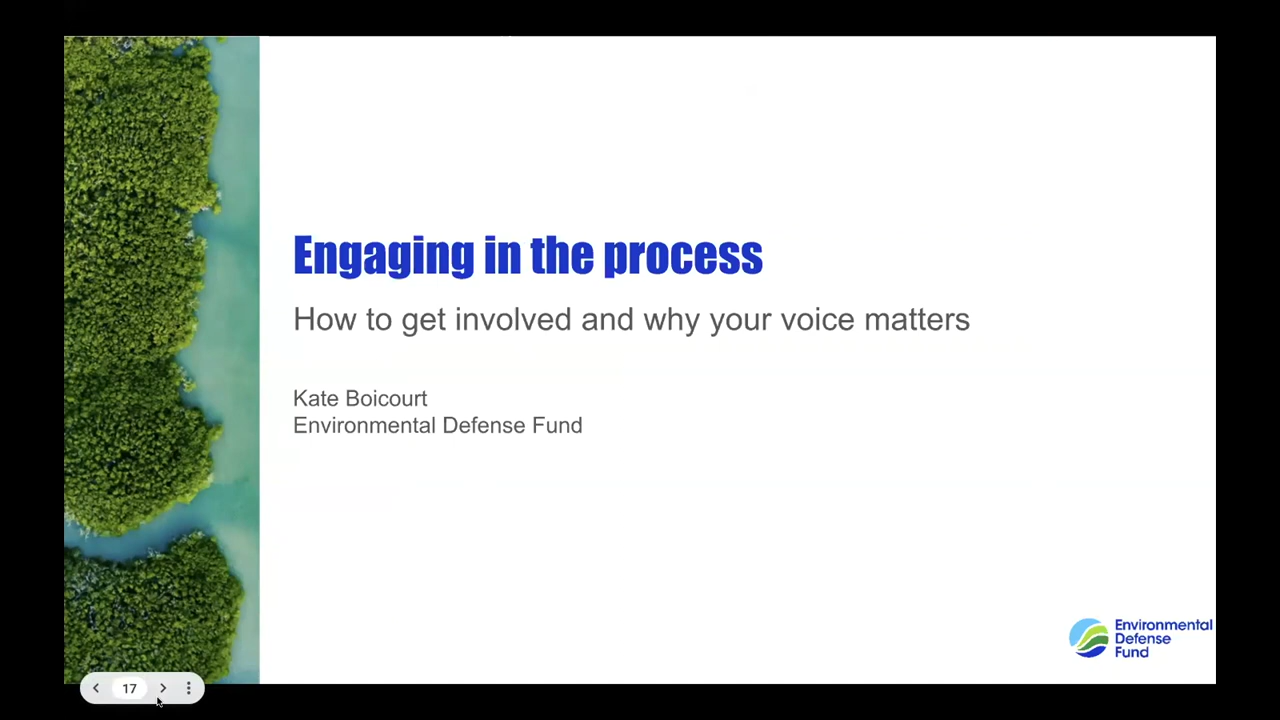 Engaging in the process
How to get involved and why your voice matters
Kate Boicourt
Environmental Defense Fund
Environmental
Defense
Fund
17